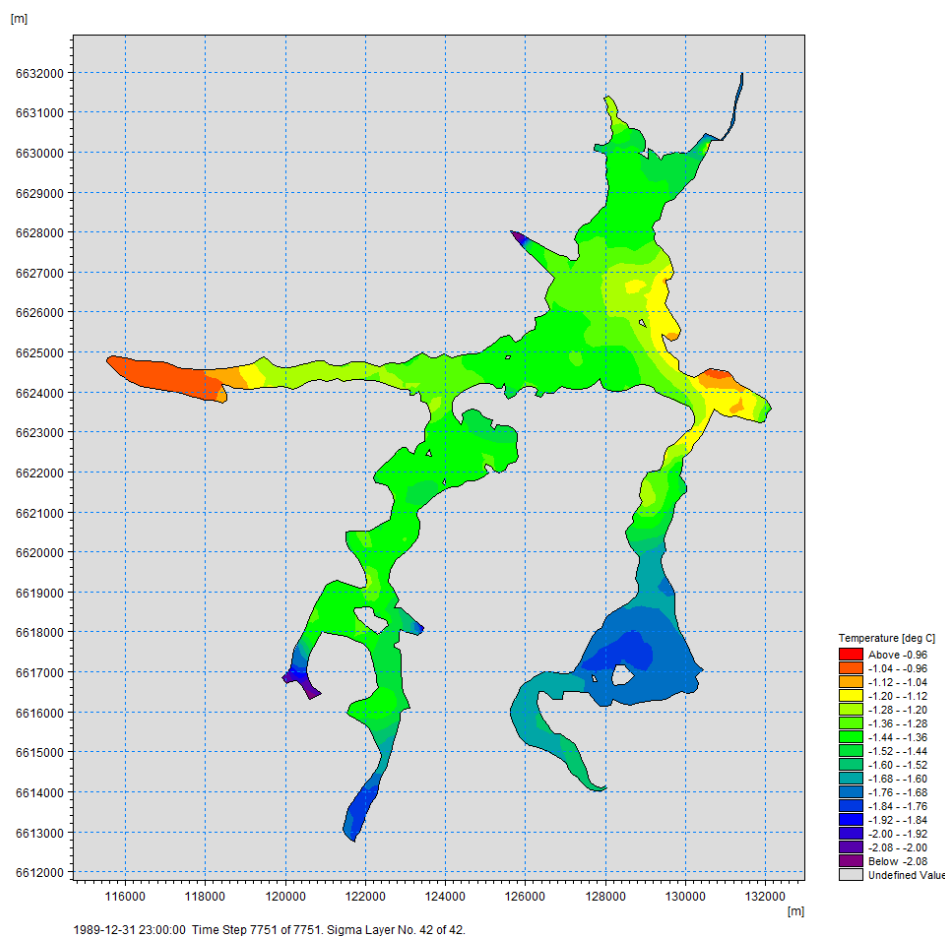 [m]
6632000
6631000
6630000
6629000
6628000
6627000
6626000
6625000
6624000
6623000
6622000
6621000
6620000
6619000
6618000
6617000
6616000
6615000
6614000
6613000
6612000
116000 118000 120000 122000 124000 126000 128000 130000 132000
[m]
Temperature [deg C]
Above -0.96
-1.04 - -0.96
-1.12 - -1.04
-1.20 - -1.12
-1.28 - -1.20
-1.36 - -1.28
-1.44 - -1.36
-1.52 - -1.44
-1.60 - -1.52
-1.68 - -1.60
-1.76 - -1.68
-1.84 - -1.76
-1.92 - -1.84
-2.00 - -1.92
-2.08 - -2.00
Below -2.08
Undefined Value
1989-12-31 23:00:00 Time Step 7751 of 7751. Sigma Layer No. 42 of 42.